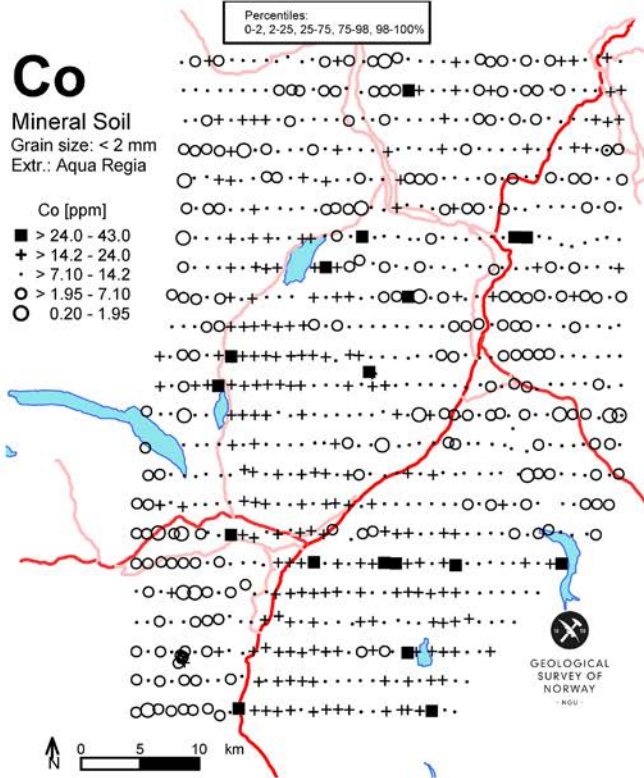 Percentiles:
0-2, 2-25, 25-75, 75-98, 98-100%
Co
Mineral Soil
Grain size: < 2 mm
Extr.: Aqua Regia
Co [ppm]
> 24.0 - 43.0
> 14.2 - 24.0
> 7.10 - 14.2
> 1.95 - 7.10
0.20 - 1.95
GEOLOGICAL
SURVEY OF
NORWAY
- NGU -
N
0 5 10 km